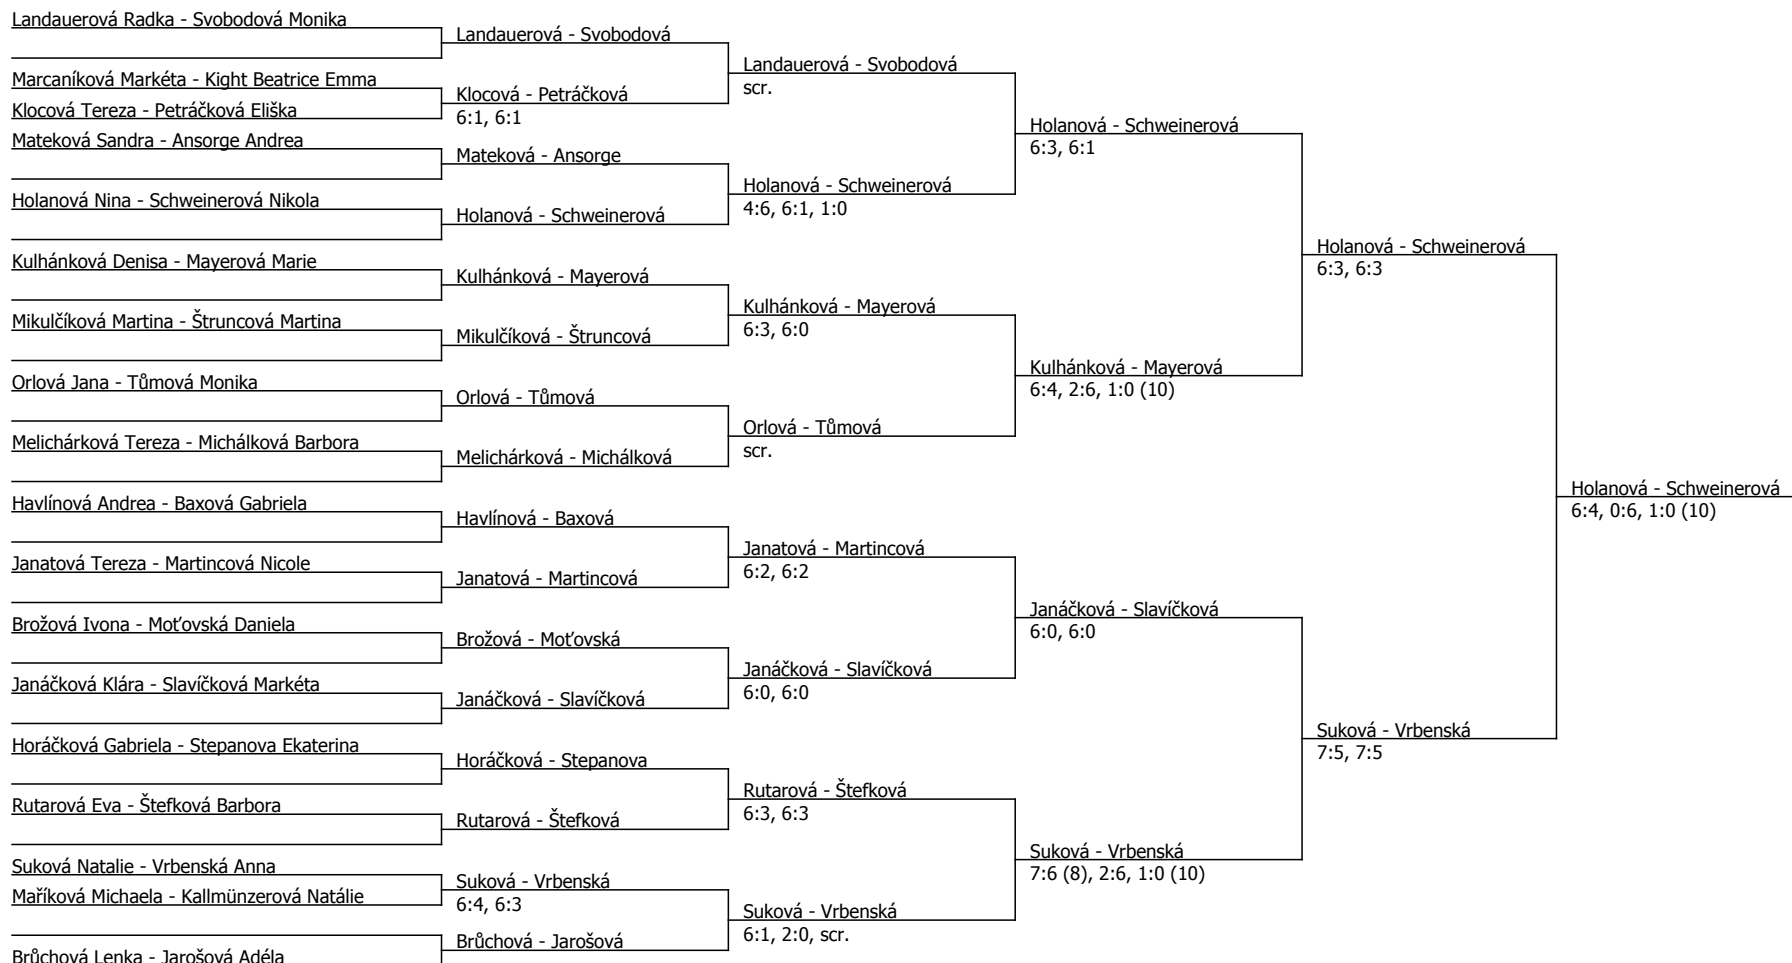 Landauerová Radka - Svobodová Monika
Marcaníková Markéta - Kight Beatrice Emma
Klocová Tereza - Petráčková Eliška
Mateková Sandra - Ansorge Andrea
Holanová Nina - Schweinerová Nikola
Kulhánková Denisa - Mayerová Marie
Mikulčíková Martina - Štruncová Martina
Orlová Jana - Tůmová Monika
Melichárková Tereza - Michálková Barbora
Havlínová Andrea - Baxová Gabriela
Janatová Tereza - Martincová Nicole
Brožová Ivona - Moťovská Daniela
Janáčková Klára - Slavíčková Markéta
Horáčková Gabriela - Stepanova Ekaterina
Rutarová Eva - Štefková Barbora
Suková Natalie - Vrbenská Anna
Maříková Michaela - Kallmünzerová Natálie
Brůchová Lenka - Jarošová Adéla
Landauerová - Svobodová
Klocová - Petráčková
6:1, 6:1
Mateková - Ansorge
Holanová - Schweinerová
Kulhánková - Mayerová
Mikulčíková - Štruncová
Orlová - Tůmová
Melichárková - Michálková
Havlínová - Baxová
Janatová - Martincová
Brožová - Moťovská
Janáčková - Slavíčková
Horáčková - Stepanova
Rutarová - Štefková
Suková - Vrbenská
6:4, 6:3
Brůchová - Jarošová
Landauerová - Svobodová
scr.
Holanová - Schweinerová
4:6, 6:1, 1:0
Kulhánková - Mayerová
6:3, 6:0
Orlová - Tůmová
scr.
Janatová - Martincová
6:2, 6:2
Janáčková - Slavíčková
6:0, 6:0
Rutarová - Štefková
6:3, 6:3
Suková - Vrbenská
6:1, 2:0, scr.
Holanová - Schweinerová
6:3, 6:1
Kulhánková - Mayerová
6:4, 2:6, 1:0 (10)
Janáčková - Slavíčková
6:0, 6:0
Suková - Vrbenská
7:6 (8), 2:6, 1:0 (10)
Holanová - Schweinerová
6:3, 6:3
Suková - Vrbenská
7:5, 7:5
Holanová - Schweinerová
6:4, 0:6, 1:0 (10)